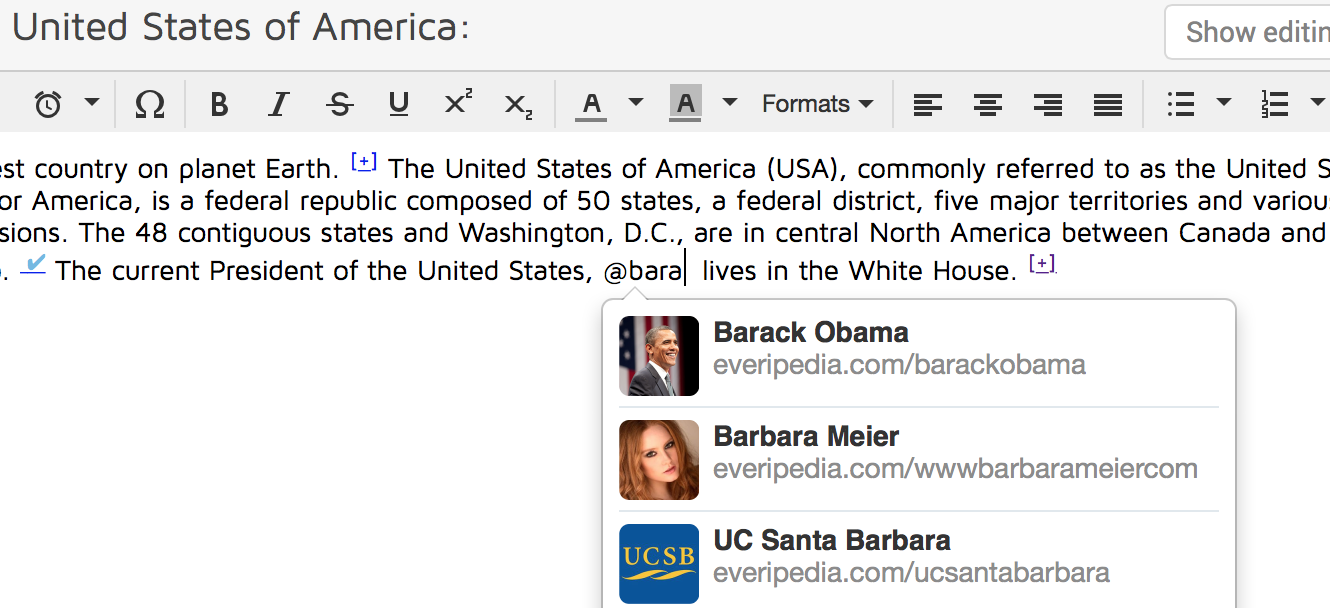 United States of America:
Show editin
Ω B I S U x² x₂ A A Formats
est country on planet Earth. [+] The United States of America (USA), commonly referred to as the United S
or America, is a federal republic composed of 50 states, a federal district, five major territories and variou
sions. The 48 contiguous states and Washington, D.C., are in central North America between Canada and
. ✔ The current President of the United States, @bara lives in the White House. [+]
Barack Obama
everipedia.com/barackobama
Barbara Meier
everipedia.com/wwwbarbarameiercom
UCSB
UC Santa Barbara
everipedia.com/ucsantabarbara